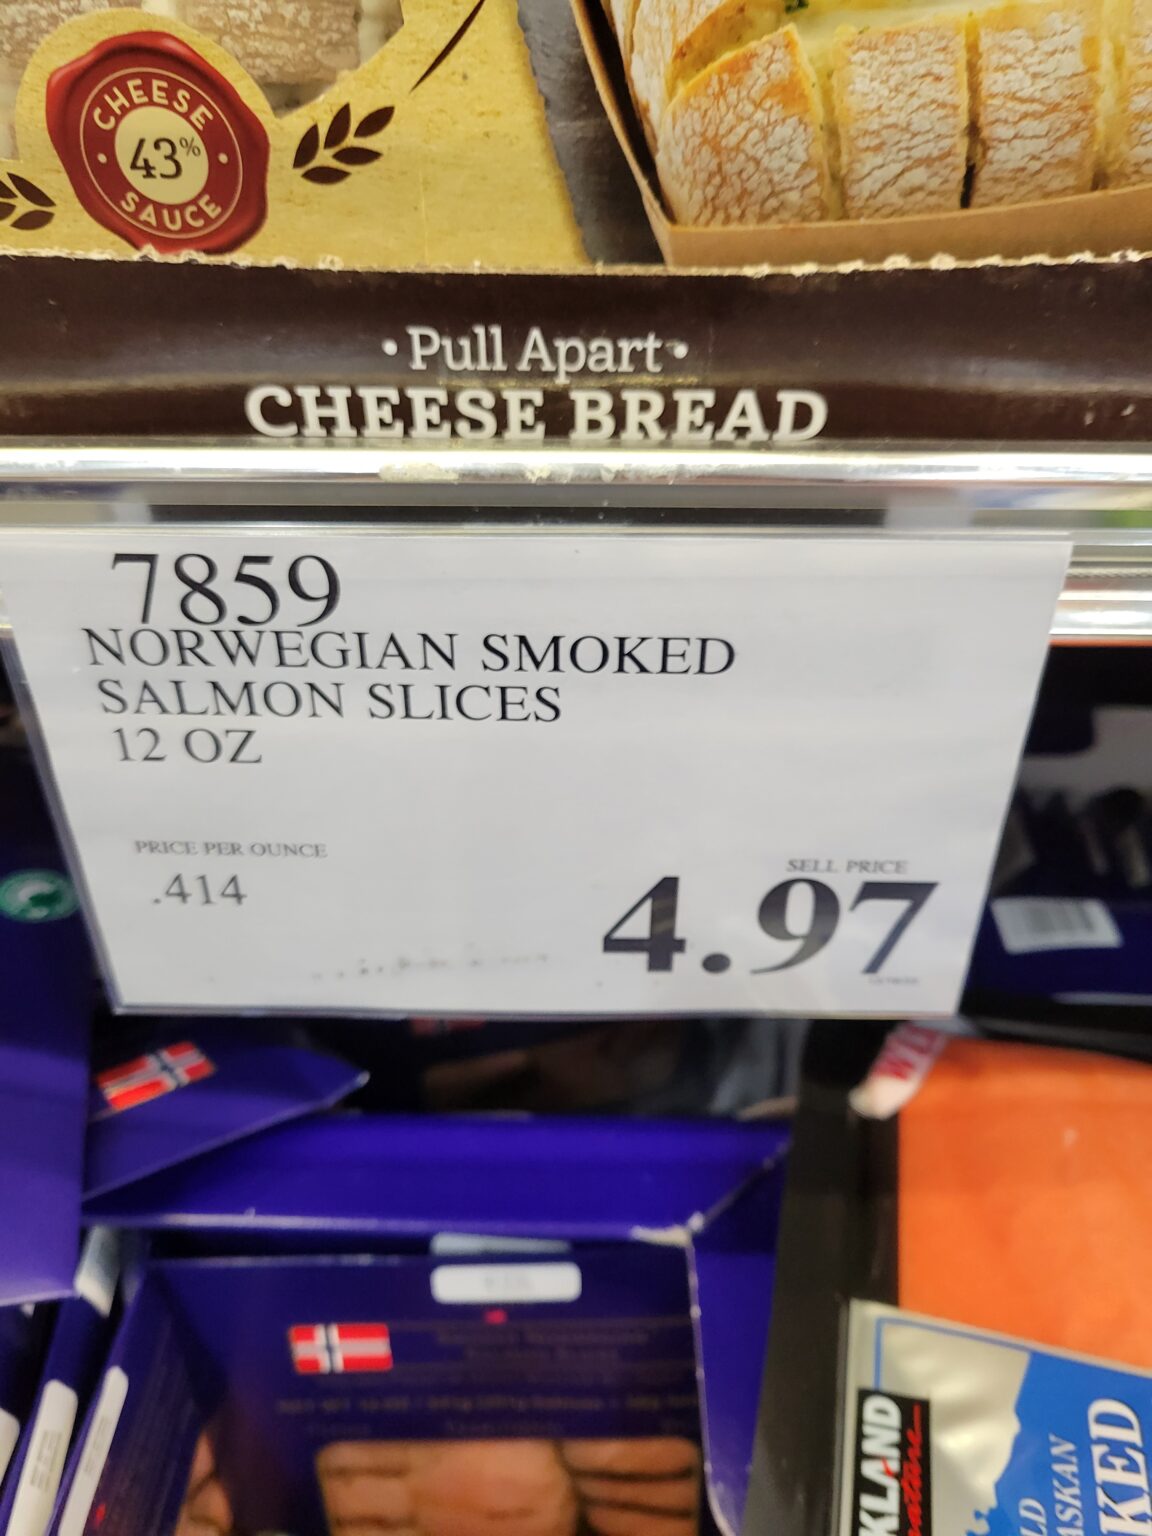 CHEESE
43%
SAUCE
• Pull Apart •
CHEESE BREAD
7859
NORWEGIAN SMOKED
SALMON SLICES
12 OZ
PRICE PER OUNCE
.414
SELL PRICE
4.97
KLAND
ASKAN
KED